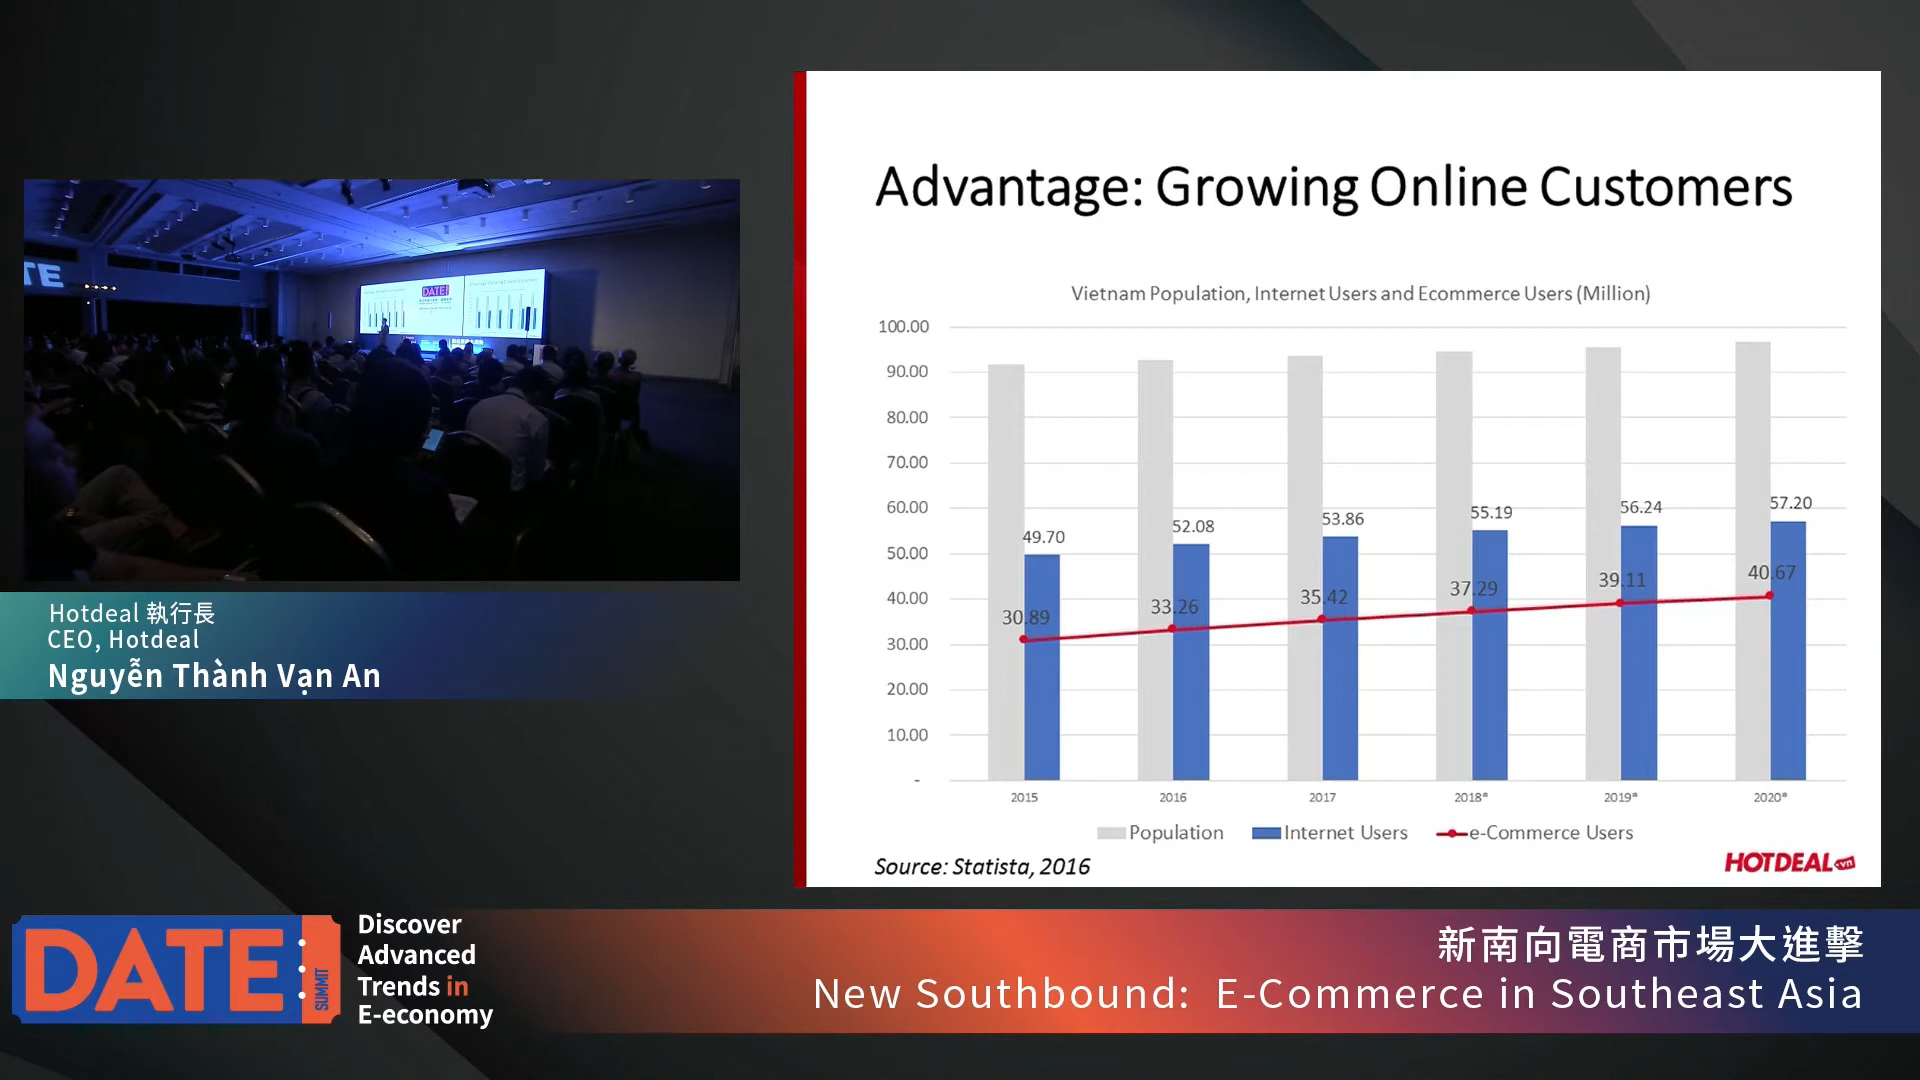 Advantage: Growing Online Customers
Vietnam Population, Internet Users and Ecommerce Users (Million)
100.00
90.00
80.00
70.00
60.00
50.00
40.00
30.00
20.00
10.00
-
49.70
52.08
53.86
55.19
56.24
57.20
30.89
33.26
35.42
37.29
39.11
40.67
2015
2016
2017
2018*
2019*
2020*
Population
Internet Users
e-Commerce Users
Source: Statista, 2016
HOTDEAL.vn
TE
DATE
Hotdeal 執行長
CEO, Hotdeal
Nguyễn Thành Vạn An
DATE
SUMMIT
Discover
Advanced
Trends in
E-economy
新南向電商市場大進擊
New Southbound: E-Commerce in Southeast Asia